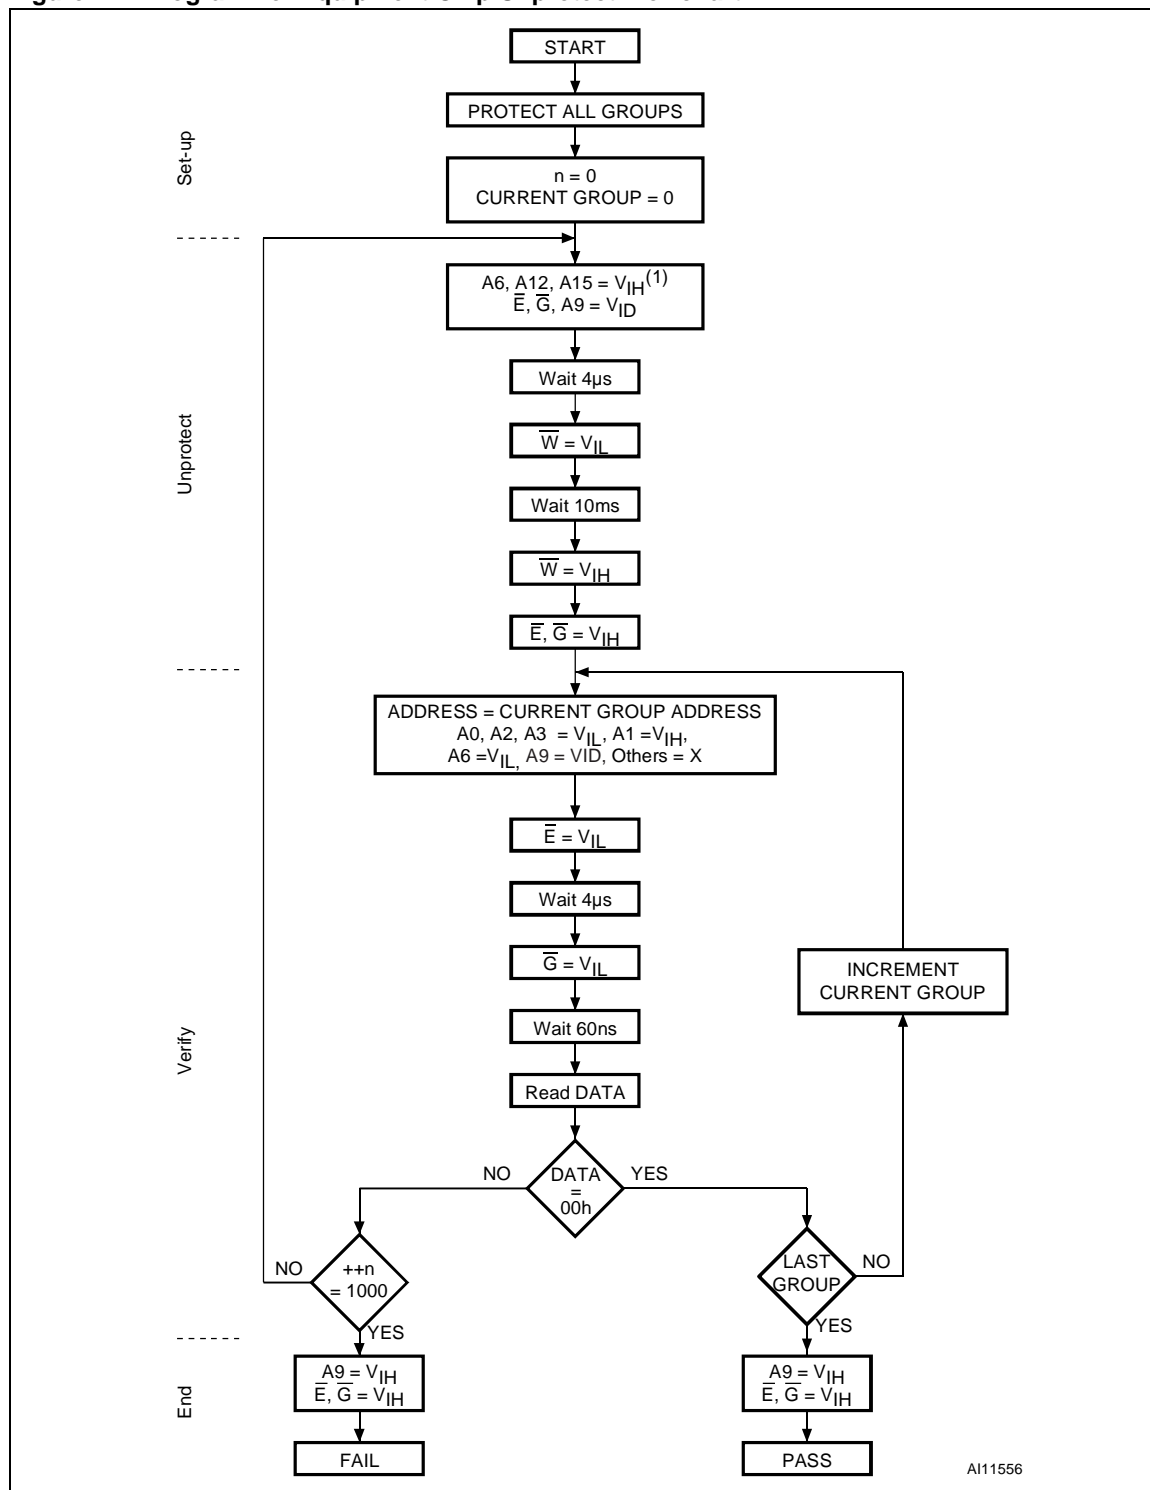 START
PROTECT ALL GROUPS
Set-up
n = 0
CURRENT GROUP = 0
A6, A12, A15 = VIH(1)
E̅, G̅, A9 = VID
Wait 4µs
Unprotect
W̅ = VIL
Wait 10ms
W̅ = VIH
E̅, G̅ = VIH
ADDRESS = CURRENT GROUP ADDRESS
A0, A2, A3 = VIL, A1 =VIH,
A6 =VIL, A9 = VID, Others = X
E̅ = VIL
Wait 4µs
G̅ = VIL
INCREMENT
CURRENT GROUP
Wait 60ns
Verify
Read DATA
NO
DATA
=
00h
YES
NO
++n
= 1000
LAST
GROUP
NO
YES
YES
End
A9 = VIH
E̅, G̅ = VIH
A9 = VIH
E̅, G̅ = VIH
FAIL
PASS
AI11556